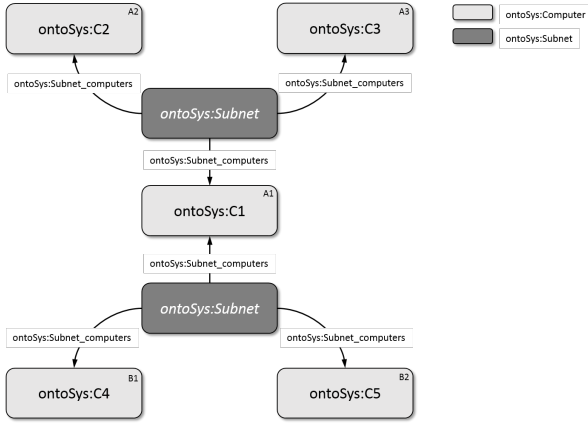 A2
ontoSys:C2
A3
ontoSys:C3
ontoSys:Computer
ontoSys:Subnet
ontoSys:Subnet_computers
ontoSys:Subnet_computers
ontoSys:Subnet
ontoSys:Subnet_computers
A1
ontoSys:C1
ontoSys:Subnet_computers
ontoSys:Subnet
ontoSys:Subnet_computers
ontoSys:Subnet_computers
B1
ontoSys:C4
B2
ontoSys:C5